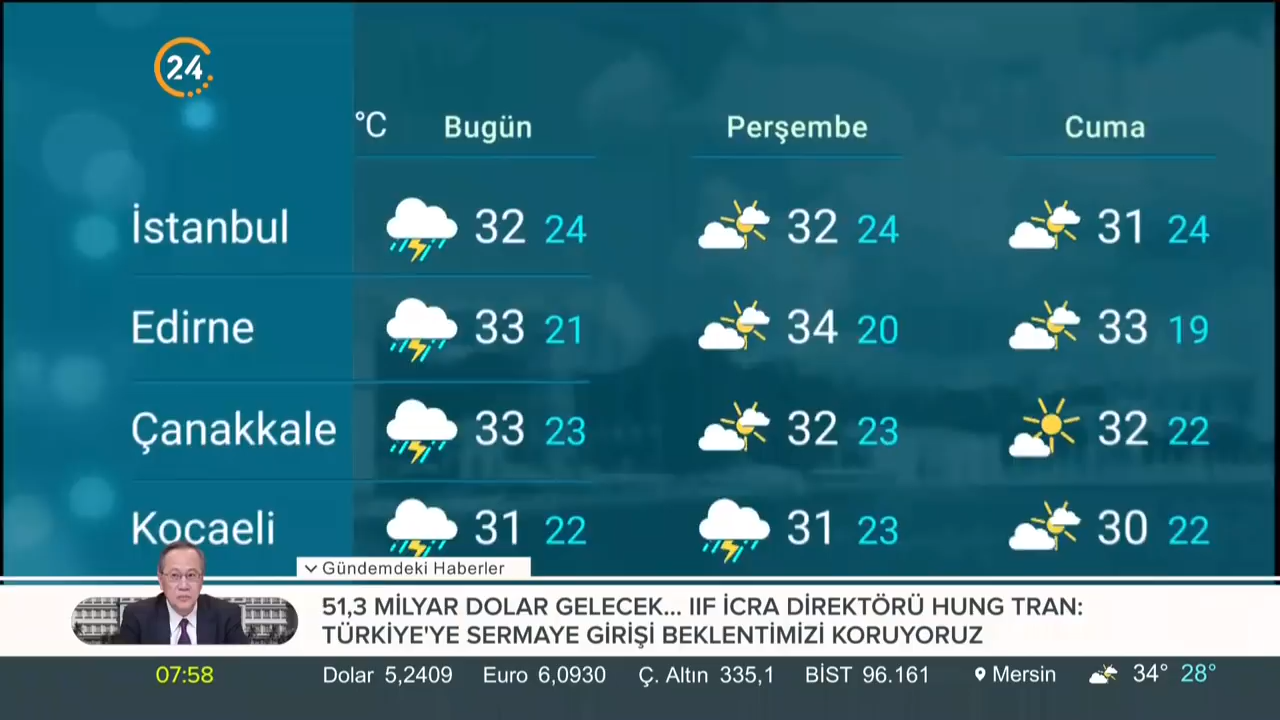 24
°C Bugün Perşembe Cuma
İstanbul 32 24 32 24 31 24
Edirne 33 21 34 20 33 19
Çanakkale 33 23 32 23 32 22
Kocaeli 31 22 31 23 30 22
Gündemdeki Haberler
51,3 MİLYAR DOLAR GELECEK... IIF İCRA DİREKTÖRÜ HUNG TRAN:
TÜRKİYE'YE SERMAYE GİRİŞİ BEKLENTİMİZİ KORUYORUZ
07:58 Dolar 5,2409 Euro 6,0930 Ç. Altın 335,1 BİST 96.161 Mersin 34° 28°